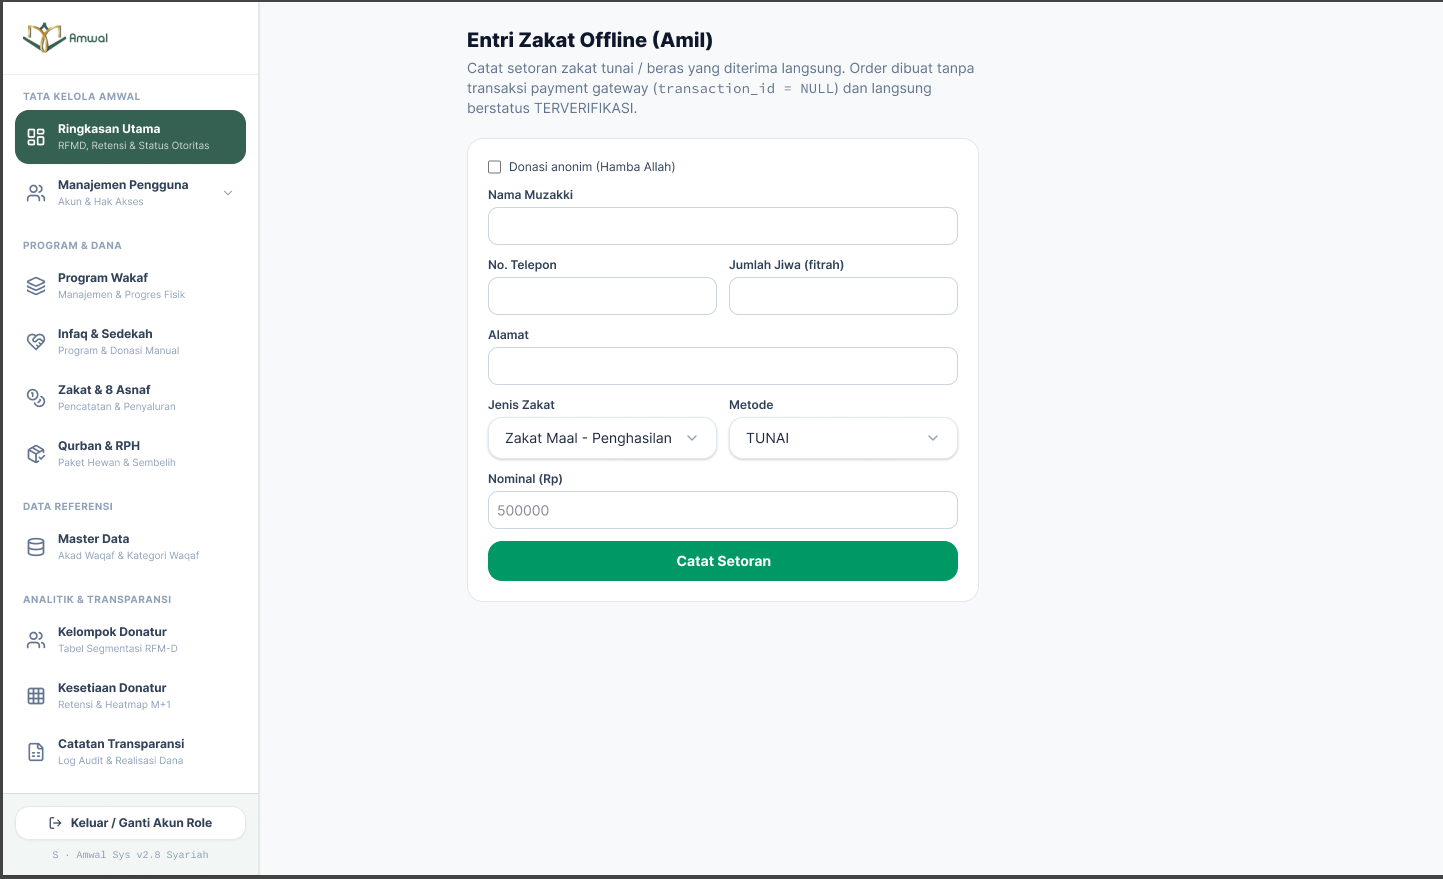 Amwal
TATA KELOLA AMWAL
Ringkasan Utama
RFMD, Retensi & Status Otoritas
Manajemen Pengguna
Akun & Hak Akses
PROGRAM & DANA
Program Wakaf
Manajemen & Progres Fisik
Infaq & Sedekah
Program & Donasi Manual
Zakat & 8 Asnaf
Pencatatan & Penyaluran
Qurban & RPH
Paket Hewan & Sembelih
DATA REFERENSI
Master Data
Akad Waqaf & Kategori Waqaf
ANALITIK & TRANSPARANSI
Kelompok Donatur
Tabel Segmentasi RFM-D
Kesetiaan Donatur
Retensi & Heatmap M+1
Catatan Transparansi
Log Audit & Realisasi Dana
Keluar / Ganti Akun Role
S · Amwal Sys v2.8 Syariah
Entri Zakat Offline (Amil)
Catat setoran zakat tunai / beras yang diterima langsung. Order dibuat tanpa
transaksi payment gateway (transaction_id = NULL) dan langsung
berstatus TERVERIFIKASI.
Donasi anonim (Hamba Allah)
Nama Muzakki
No. Telepon
Jumlah Jiwa (fitrah)
Alamat
Jenis Zakat
Metode
Zakat Maal - Penghasilan
TUNAI
Nominal (Rp)
500000
Catat Setoran